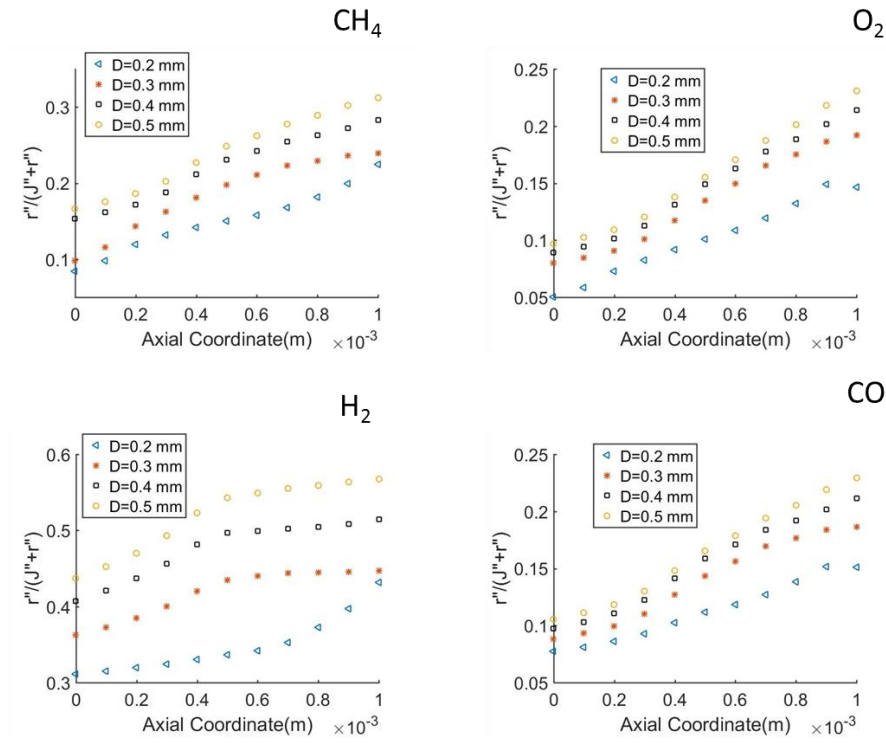 CH₄
D=0.2 mm
D=0.3 mm
D=0.4 mm
D=0.5 mm
0.3
0.2
0.1
r"/(J"+r")
0 0.2 0.4 0.6 0.8 1
Axial Coordinate(m) ×10⁻³
O₂
D=0.2 mm
D=0.3 mm
D=0.4 mm
D=0.5 mm
0.25
0.2
0.15
0.1
0.05
r"/(J"+r")
0 0.2 0.4 0.6 0.8 1
Axial Coordinate(m) ×10⁻³
H₂
D=0.2 mm
D=0.3 mm
D=0.4 mm
D=0.5 mm
0.6
0.5
0.4
0.3
r"/(J"+r")
0 0.2 0.4 0.6 0.8 1
Axial Coordinate(m) ×10⁻³
CO
D=0.2 mm
D=0.3 mm
D=0.4 mm
D=0.5 mm
0.25
0.2
0.15
0.1
0.05
r"/(J"+r")
0 0.2 0.4 0.6 0.8 1
Axial Coordinate(m) ×10⁻³